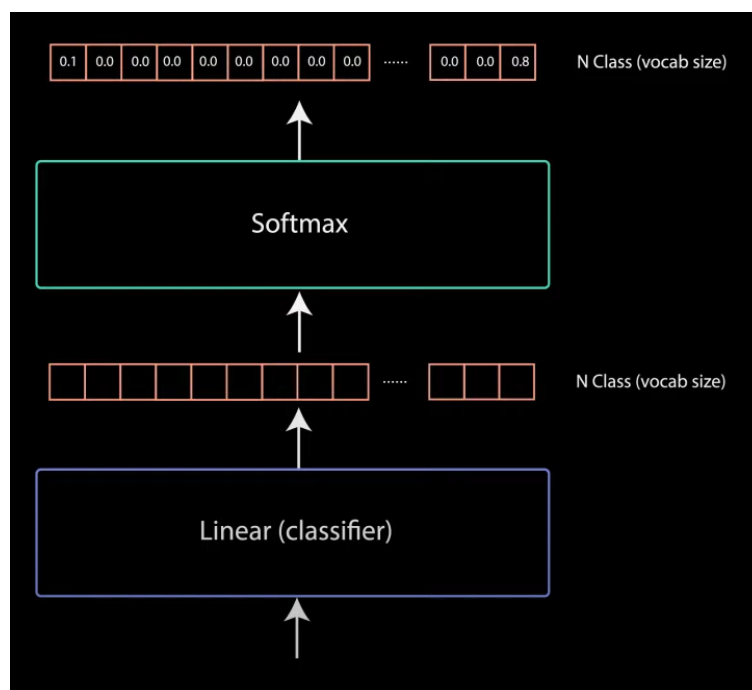 0.1 0.0 0.0 0.0 0.0 0.0 0.0 0.0 0.0 ...... 0.0 0.0 0.8 N Class (vocab size)
Softmax
...... N Class (vocab size)
Linear (classifier)